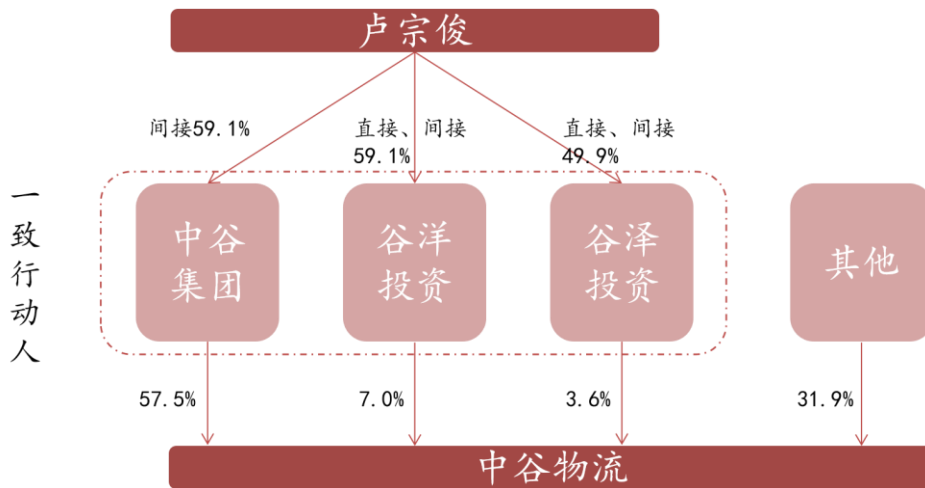 卢宗俊
间接59.1%
直接、间接
59.1%
直接、间接
49.9%
一
致
行
动
人
中谷
集团
谷洋
投资
谷泽
投资
其他
57.5%
7.0%
3.6%
31.9%
中谷物流